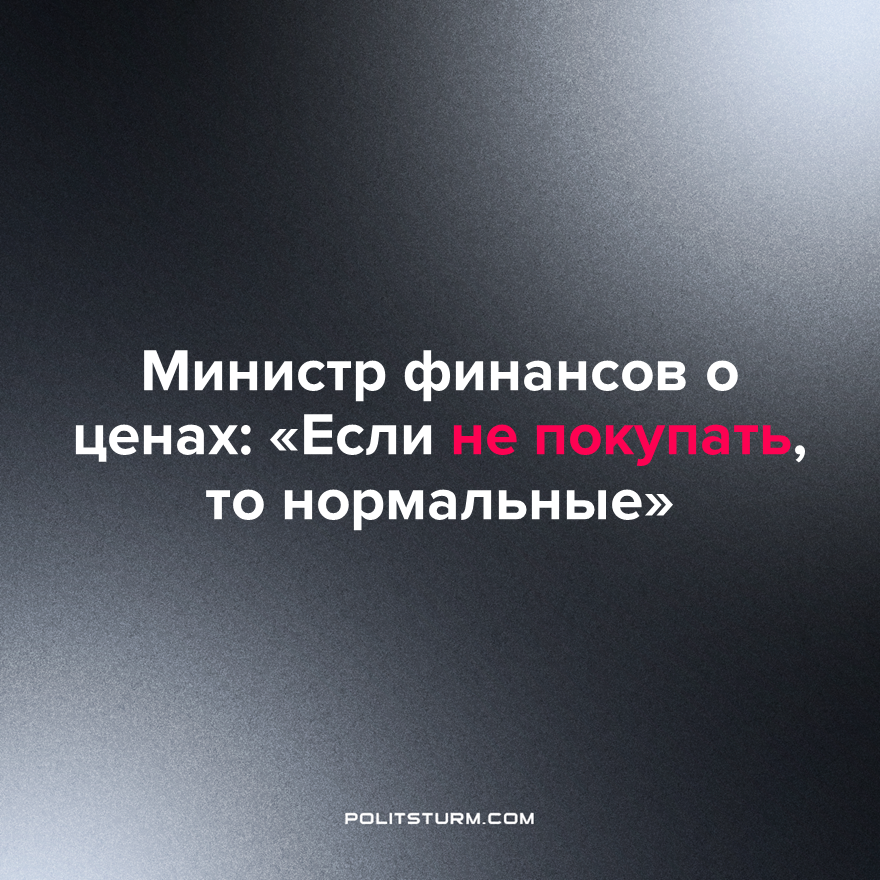 Министр финансов о
ценах: «Если не покупать,
то нормальные»
POLITSTURM.COM